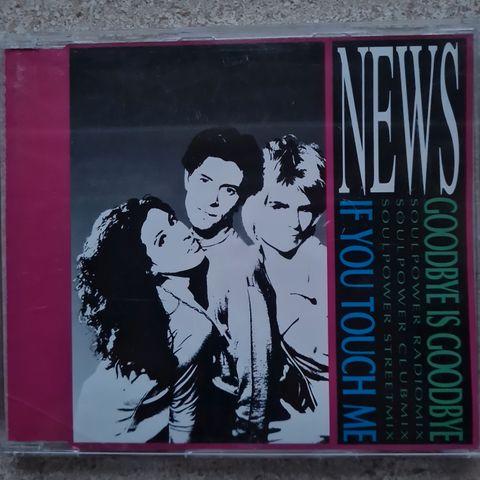 NEWS
GOODBYE IS GOODBYE
SOULPOWER RADIOMIX
SOULPOWER CLUBMIX
SOULPOWER STREETMIX
IF YOU TOUCH ME